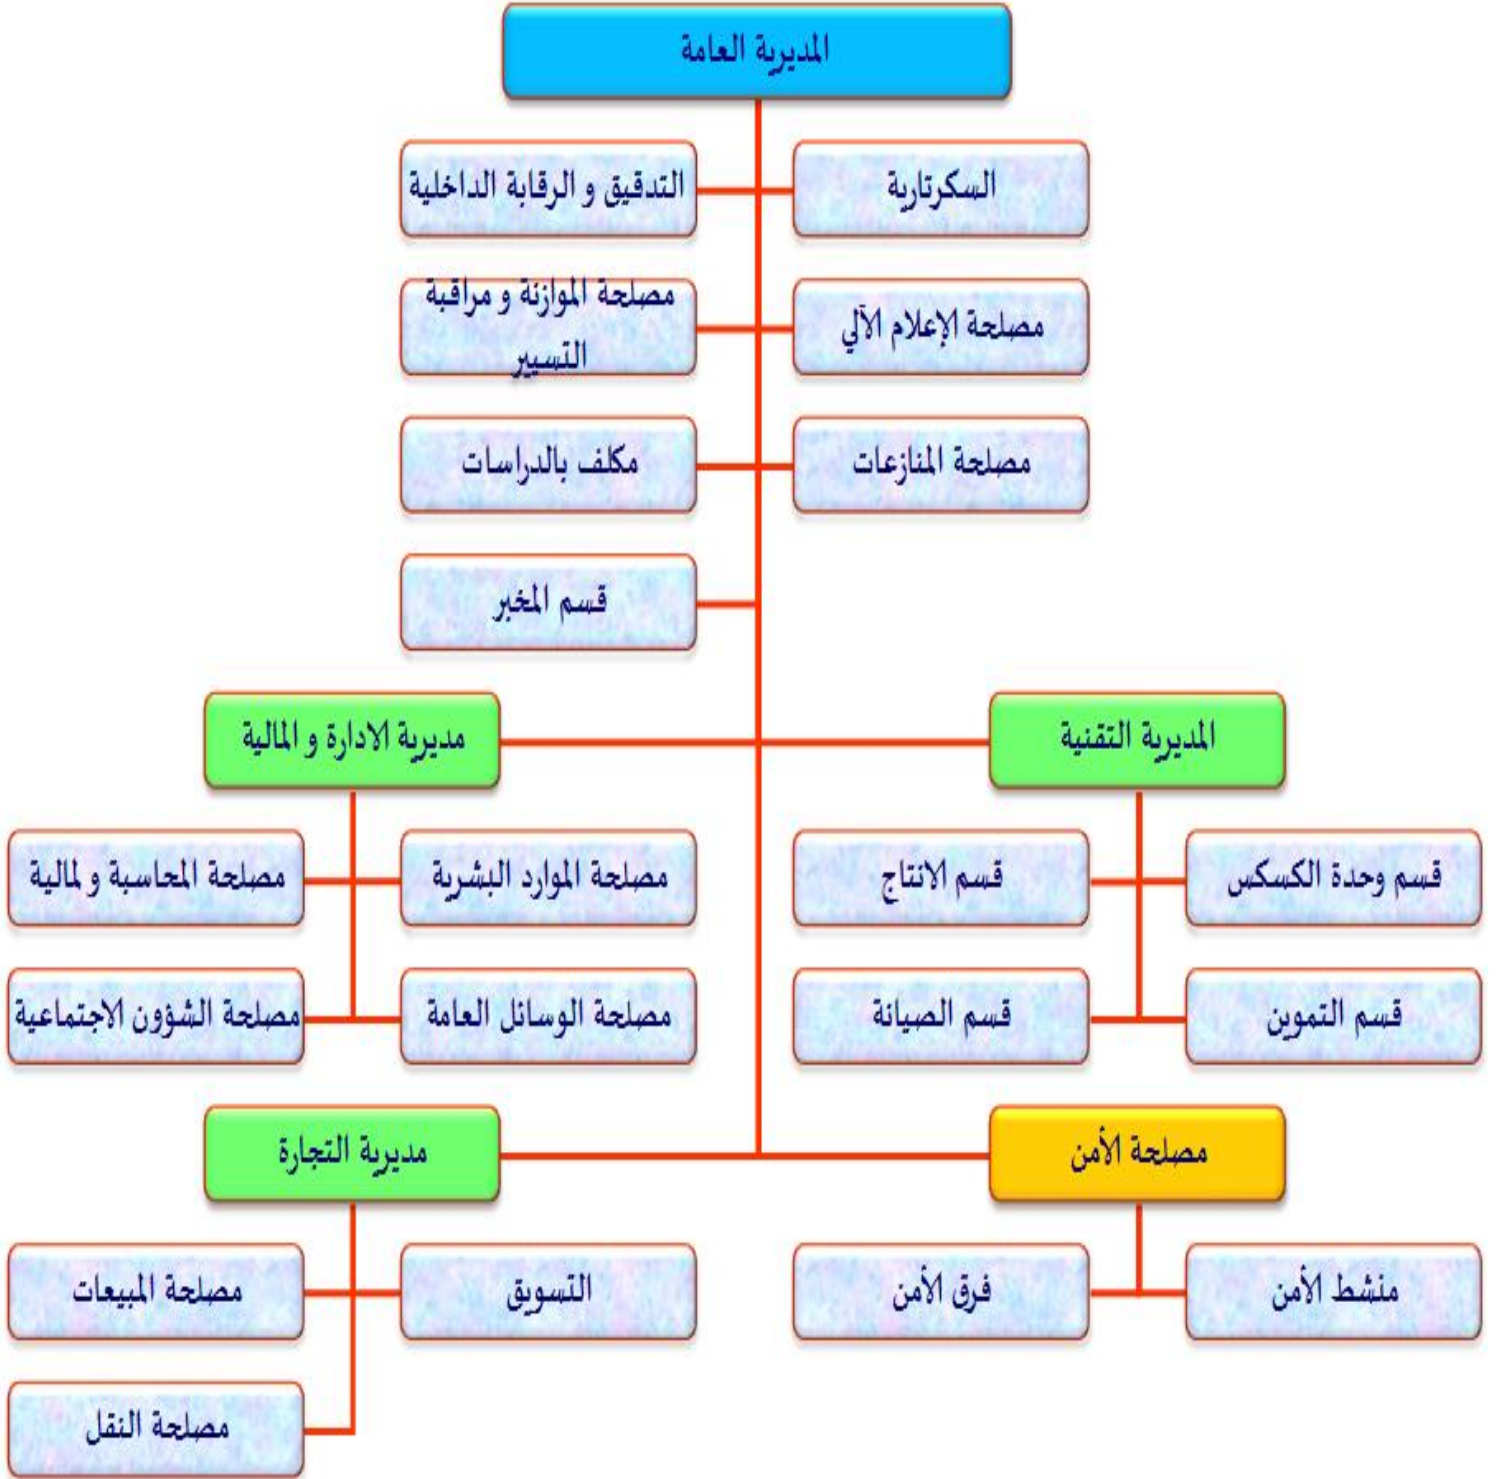 المديرية العامة
السكرتارية
التدقيق و الرقابة الداخلية
مصلحة الإعلام الآلي
مصلحة الموازنة و مراقبة
التسيير
مصلحة المنازعات
مكلف بالدراسات
قسم المخبر
المديرية التقنية
مديرية الادارة و المالية
قسم وحدة الكسكس
قسم الانتاج
مصلحة الموارد البشرية
مصلحة المحاسبة و لمالية
قسم التموين
قسم الصيانة
مصلحة الوسائل العامة
مصلحة الشؤون الاجتماعية
مصلحة الأمن
مديرية التجارة
منشط الأمن
فرق الأمن
التسويق
مصلحة المبيعات
مصلحة النقل